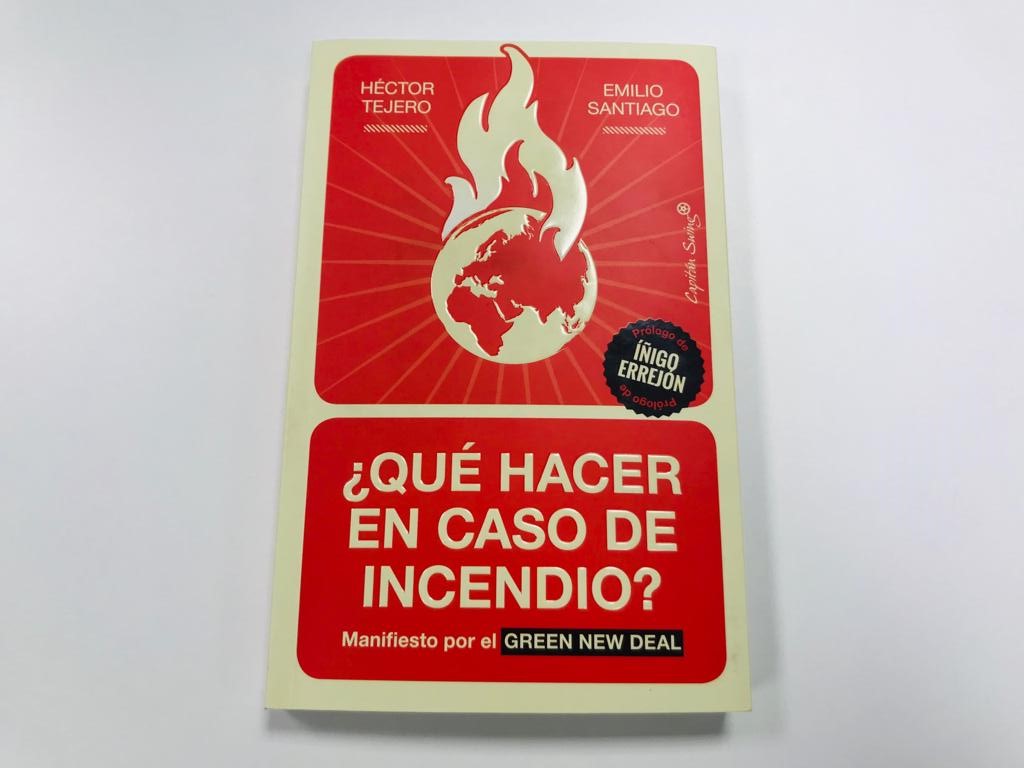 HÉCTOR
TEJERO
EMILIO
SANTIAGO
Capitán Swing
Prólogo de
ÍÑIGO
ERREJÓN
Prólogo de
¿QUÉ HACER
EN CASO DE
INCENDIO?
Manifiesto por el GREEN NEW DEAL